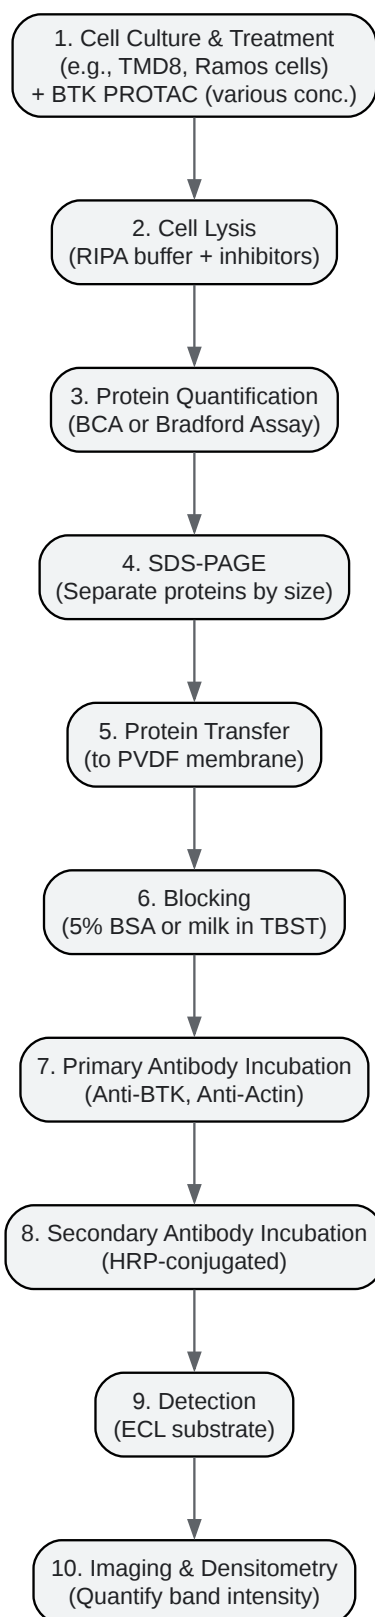 1. Cell Culture & Treatment
(e.g., TMD8, Ramos cells)
+ BTK PROTAC (various conc.)
2. Cell Lysis
(RIPA buffer + inhibitors)
3. Protein Quantification
(BCA or Bradford Assay)
4. SDS-PAGE
(Separate proteins by size)
5. Protein Transfer
(to PVDF membrane)
6. Blocking
(5% BSA or milk in TBST)
7. Primary Antibody Incubation
(Anti-BTK, Anti-Actin)
8. Secondary Antibody Incubation
(HRP-conjugated)
9. Detection
(ECL substrate)
10. Imaging & Densitometry
(Quantify band intensity)